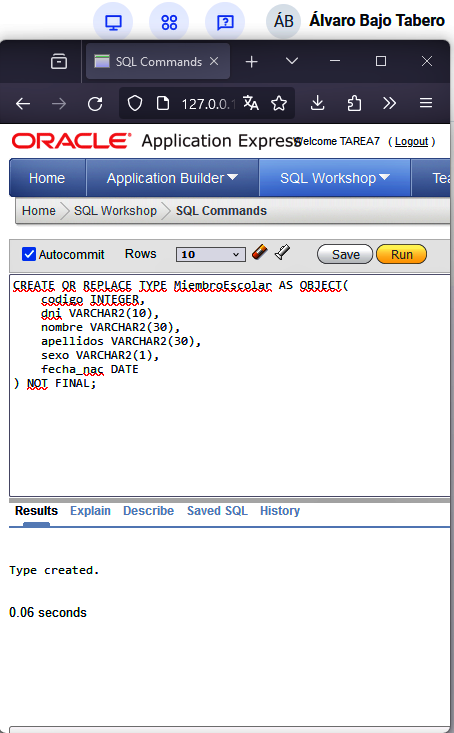 ÁB Álvaro Bajo Tabero
SQL Commands
127.0.0.1
ORACLE Application Express Welcome TAREA7 ( Logout )
Home Application Builder SQL Workshop
Home SQL Workshop SQL Commands
Autocommit Rows 10 Save Run
CREATE OR REPLACE TYPE MiembroEscolar AS OBJECT(
codigo INTEGER,
dni VARCHAR2(10),
nombre VARCHAR2(30),
apellidos VARCHAR2(30),
sexo VARCHAR2(1),
fecha_nac DATE
) NOT FINAL;
Results Explain Describe Saved SQL History
Type created.
0.06 seconds